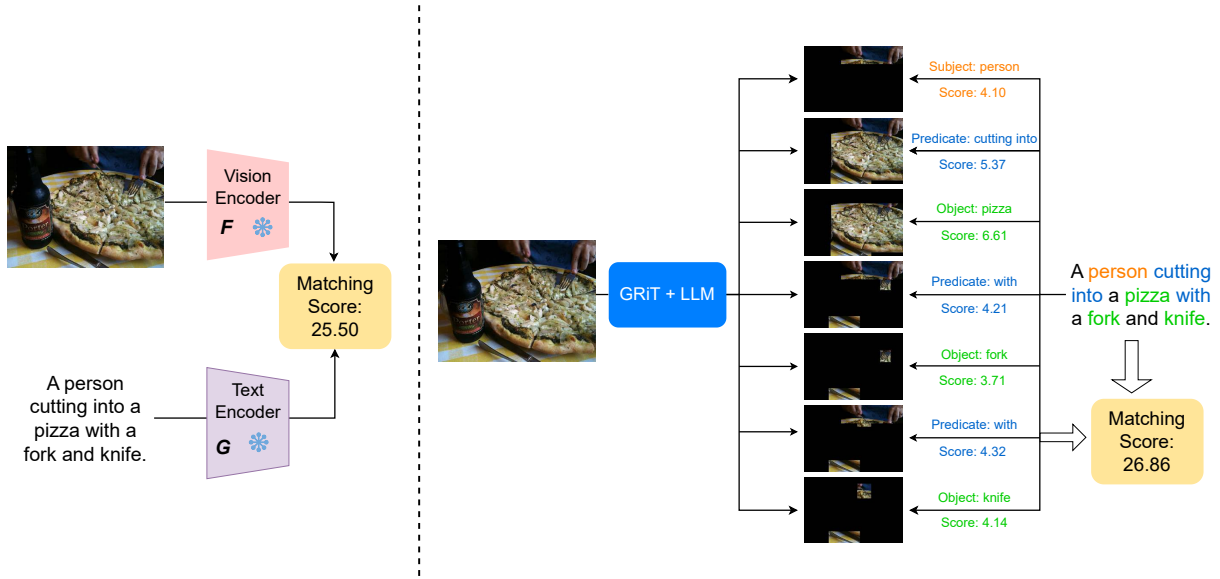 Vision
Encoder
F
Matching
Score:
25.50
A person
cutting into a
pizza with a
fork and knife.
Text
Encoder
G
GRiT + LLM
Subject: person
Score: 4.10
Predicate: cutting into
Score: 5.37
Object: pizza
Score: 6.61
Predicate: with
Score: 4.21
Object: fork
Score: 3.71
Predicate: with
Score: 4.32
Object: knife
Score: 4.14
A person cutting
into a pizza with
a fork and knife.
Matching
Score:
26.86